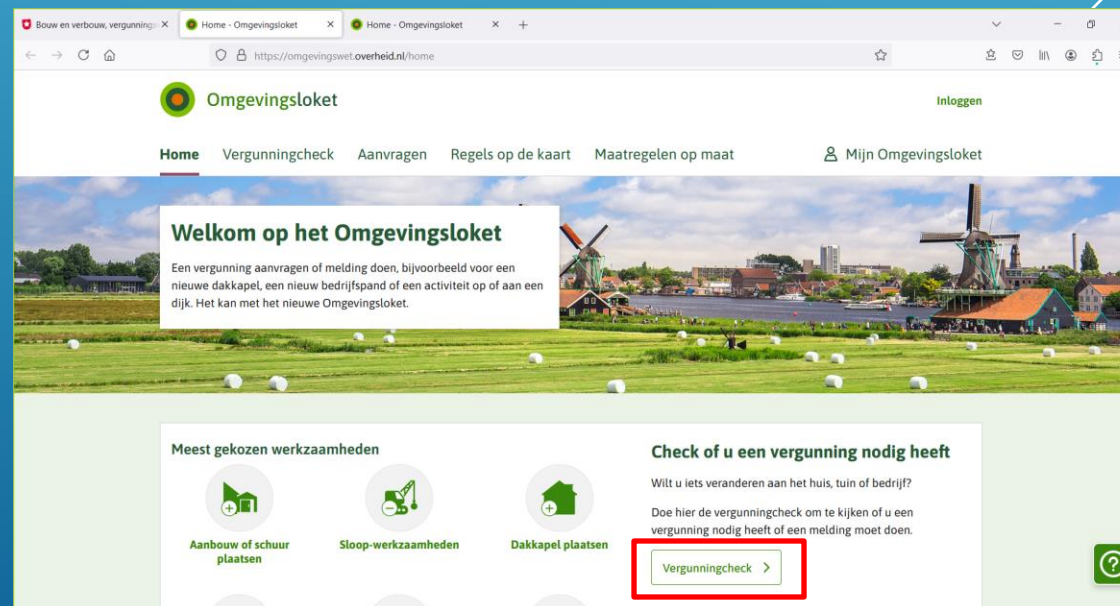 Bouw en verbouw, vergunning
Home - Omgevingsloket
Home - Omgevingsloket
https://omgevingswet.overheid.nl/home
Omgevingsloket
Inloggen
Home Vergunningcheck Aanvragen Regels op de kaart Maatregelen op maat Mijn Omgevingsloket
Welkom op het Omgevingsloket
Een vergunning aanvragen of melding doen, bijvoorbeeld voor een
nieuwe dakkapel, een nieuw bedrijfspand of een activiteit op of aan een
dijk. Het kan met het nieuwe Omgevingsloket.
Meest gekozen werkzaamheden
Aanbouw of schuur
plaatsen
Sloop-werkzaamheden
Dakkapel plaatsen
Check of u een vergunning nodig heeft
Wilt u iets veranderen aan het huis, tuin of bedrijf?
Doe hier de vergunningcheck om te kijken of u een
vergunning nodig heeft of een melding moet doen.
Vergunningcheck